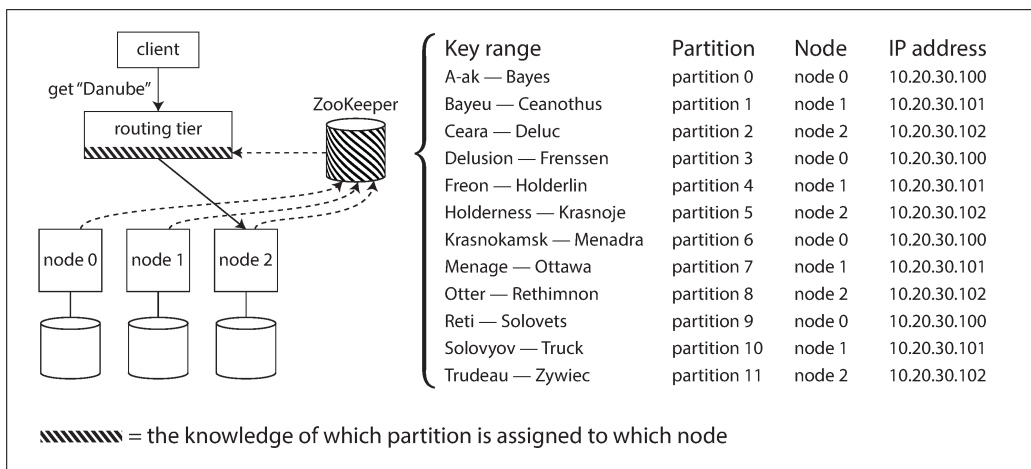 client
get “Danube”
routing tier
ZooKeeper
node 0 node 1 node 2
Key range Partition Node IP address
A-ak — Bayes partition 0 node 0 10.20.30.100
Bayeu — Ceanothus partition 1 node 1 10.20.30.101
Ceara — Deluc partition 2 node 2 10.20.30.102
Delusion — Frenssen partition 3 node 0 10.20.30.100
Freon — Holderlin partition 4 node 1 10.20.30.101
Holderness — Krasnoje partition 5 node 2 10.20.30.102
Krasnokamsk — Menadra partition 6 node 0 10.20.30.100
Menage — Ottawa partition 7 node 1 10.20.30.101
Otter — Rethimnon partition 8 node 2 10.20.30.102
Reti — Solovets partition 9 node 0 10.20.30.100
Solovyov — Truck partition 10 node 1 10.20.30.101
Trudeau — Zywiec partition 11 node 2 10.20.30.102
= the knowledge of which partition is assigned to which node